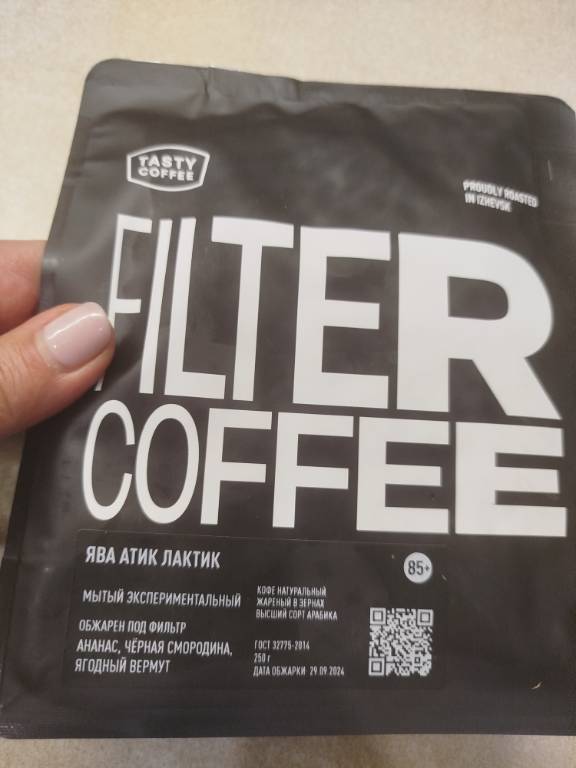 TASTY
COFFEE
PROUDLY ROASTED
IN IZHEVSK
FILTER
COFFEE
ЯВА АТИК ЛАКТИК
85+
МЫТЫЙ ЭКСПЕРИМЕНТАЛЬНЫЙ
ОБЖАРЕН ПОД ФИЛЬТР
АНАНАС, ЧЁРНАЯ СМОРОДИНА,
ЯГОДНЫЙ ВЕРМУТ
КОФЕ НАТУРАЛЬНЫЙ
ЖАРЕНЫЙ В ЗЕРНАХ
ВЫСШИЙ СОРТ АРАБИКА
ГОСТ 32775-2014
250 г
ДАТА ОБЖАРКИ 29.09.2024